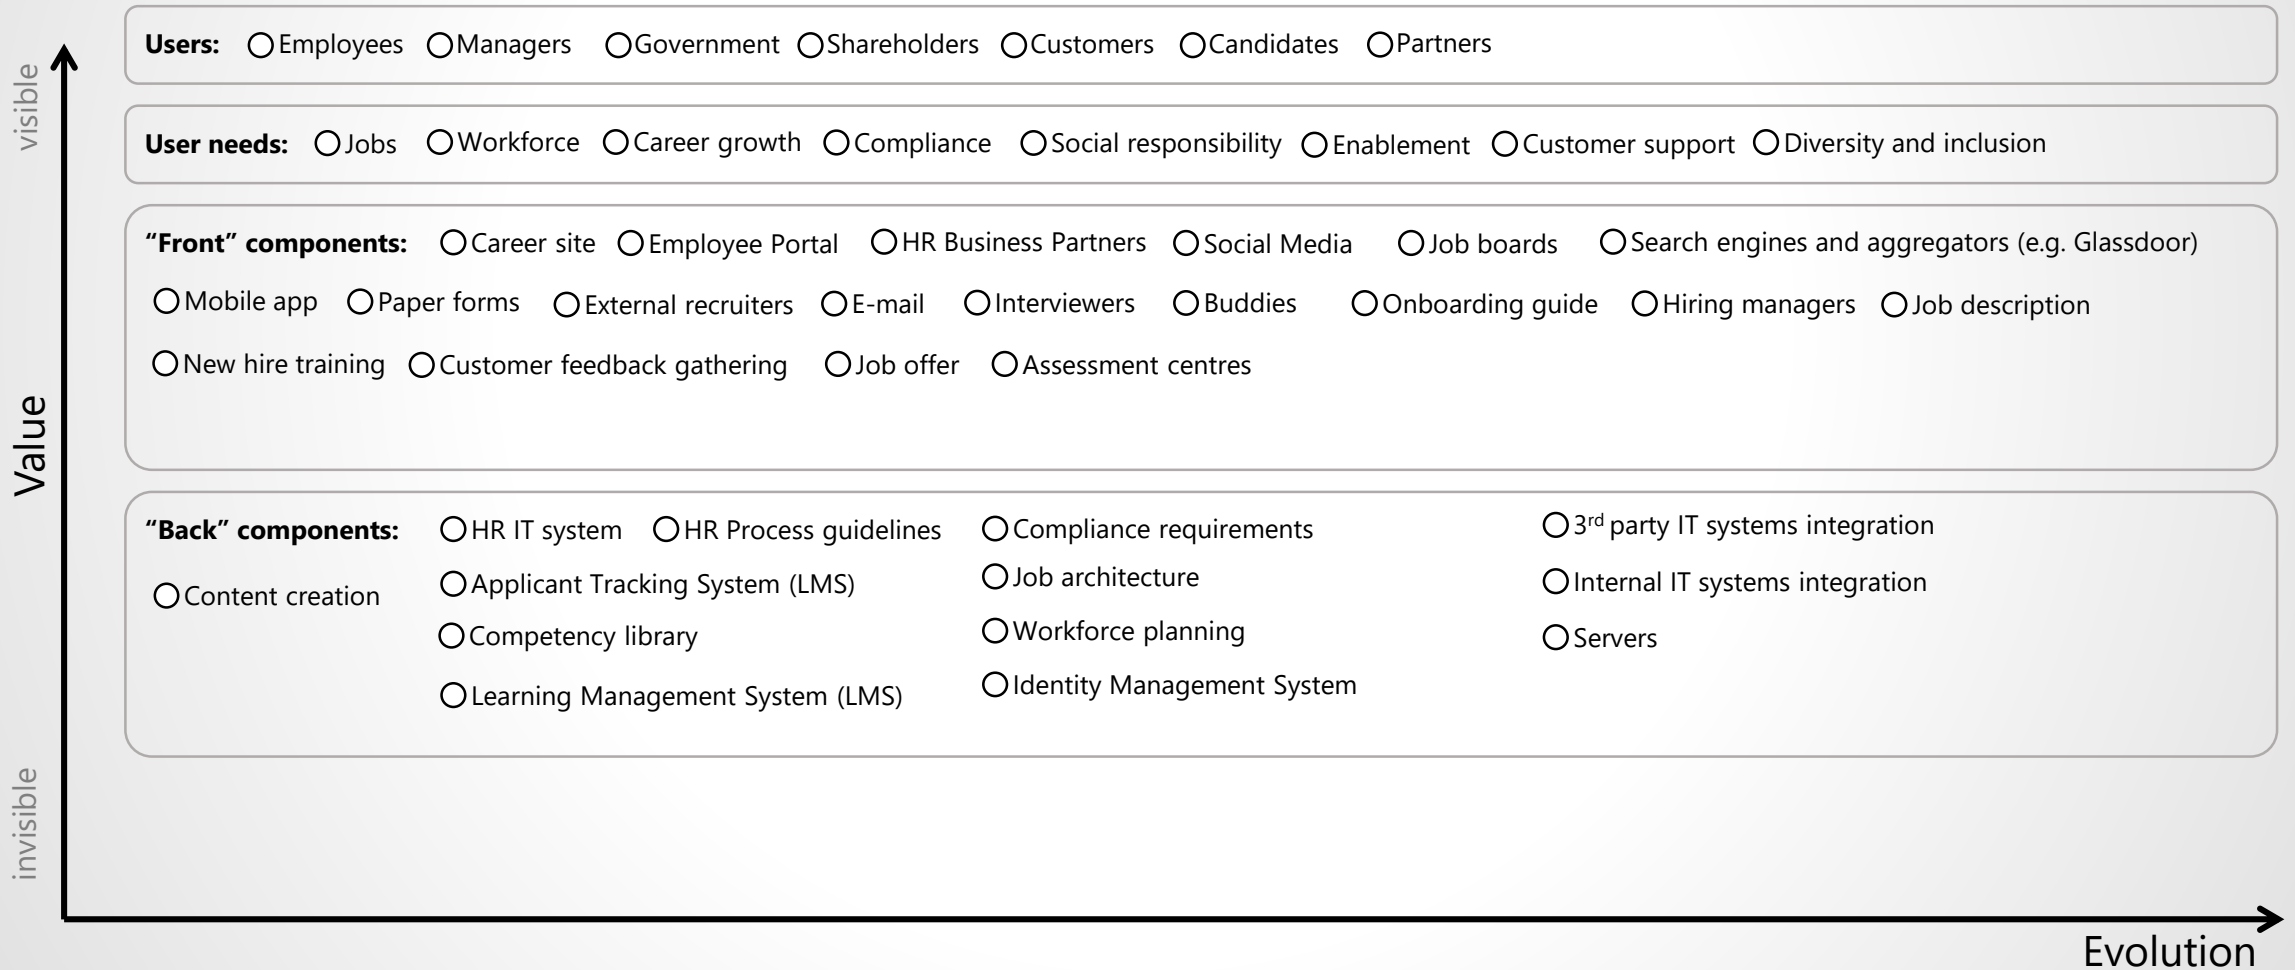 Users: Employees Managers Government Shareholders Customers Candidates Partners
visible
User needs: Jobs Workforce Career growth Compliance Social responsibility Enablement Customer support Diversity and inclusion
“Front” components: Career site Employee Portal HR Business Partners Social Media Job boards Search engines and aggregators (e.g. Glassdoor)
Mobile app Paper forms External recruiters E-mail Interviewers Buddies Onboarding guide Hiring managers Job description
New hire training Customer feedback gathering Job offer Assessment centres
Value
“Back” components: HR IT system HR Process guidelines Compliance requirements 3rd party IT systems integration
Content creation Applicant Tracking System (LMS) Job architecture Internal IT systems integration
Competency library Workforce planning Servers
Learning Management System (LMS) Identity Management System
invisible
Evolution